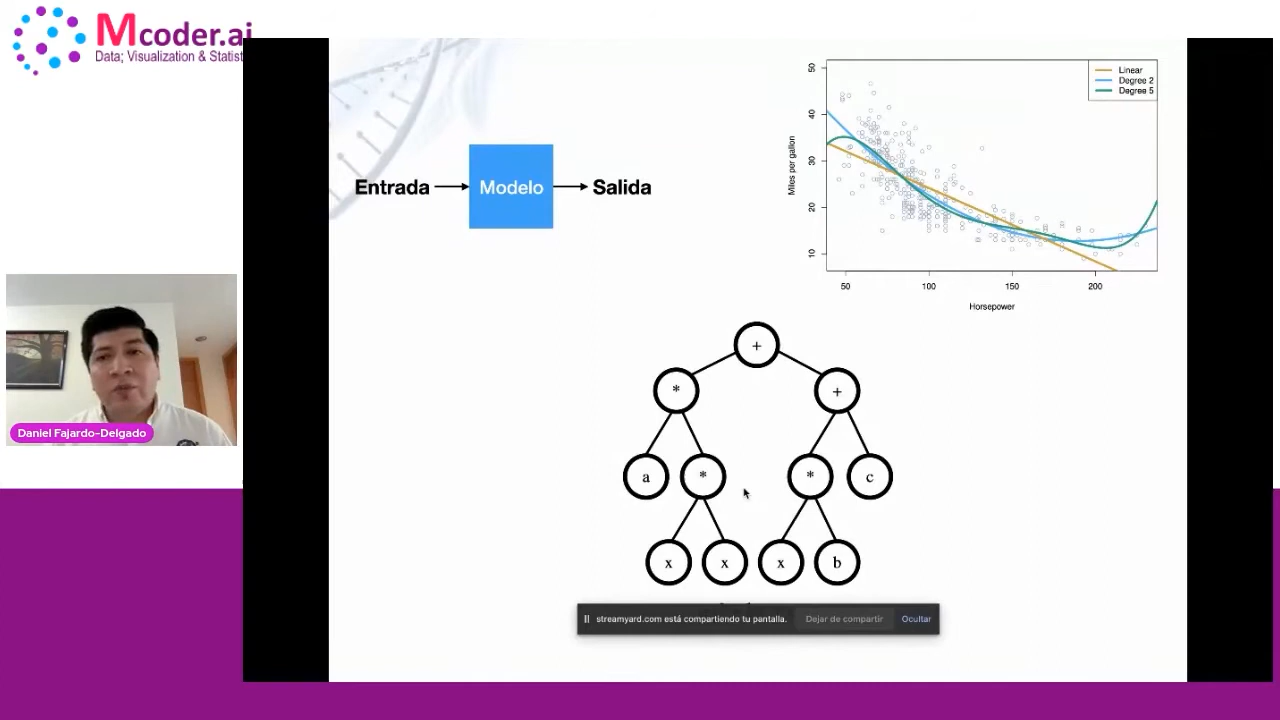 Mcoder.ai
Data; Visualization & Statist
Entrada
Modelo
Salida
Linear
Degree 2
Degree 5
50
40
30
20
10
Miles per gallon
50 100 150 200
Horsepower
+
* +
a * * c
x x x b
Daniel Fajardo-Delgado
streamyard.com está compartiendo tu pantalla. Dejar de compartir Ocultar